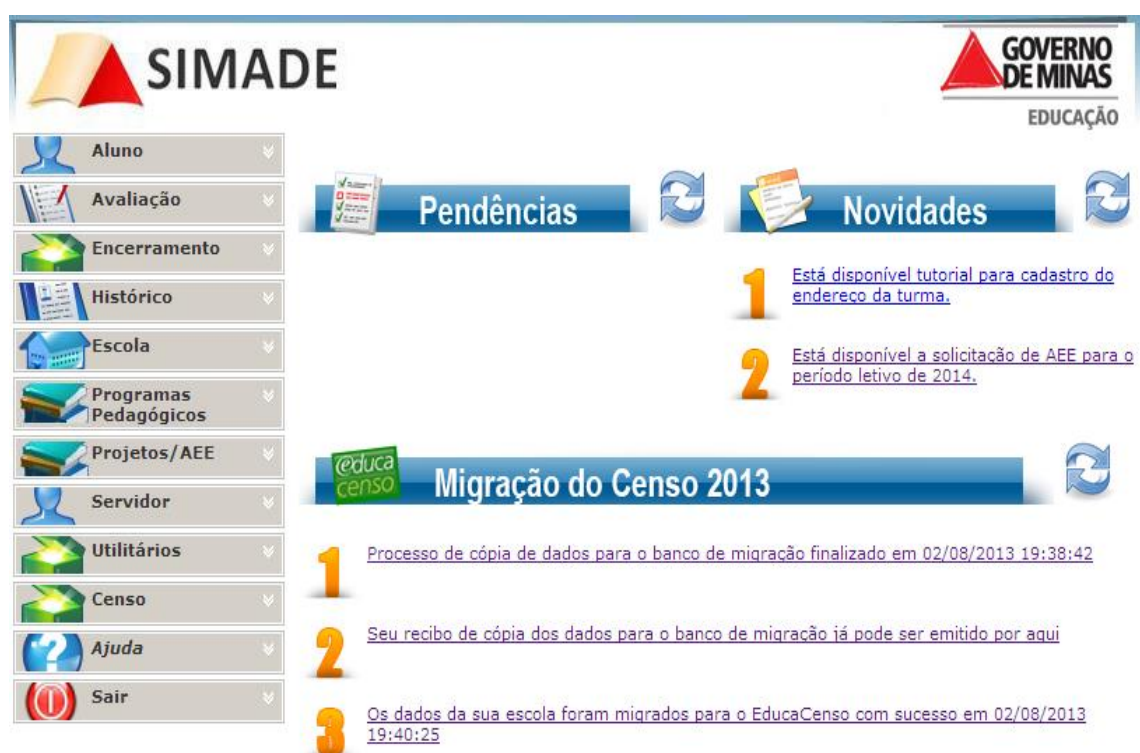 SIMADE
GOVERNO
DE MINAS
EDUCAÇÃO
Aluno
Avaliação
Encerramento
Histórico
Escola
Programas
Pedagógicos
Projetos/AEE
Servidor
Utilitários
Censo
Ajuda
Sair
Pendências
Novidades
1
Está disponível tutorial para cadastro do
endereço da turma.
2
Está disponível a solicitação de AEE para o
período letivo de 2014.
educa
censo
Migração do Censo 2013
1
Processo de cópia de dados para o banco de migração finalizado em 02/08/2013 19:38:42
2
Seu recibo de cópia dos dados para o banco de migração já pode ser emitido por aqui
3
Os dados da sua escola foram migrados para o EducaCenso com sucesso em 02/08/2013
19:40:25